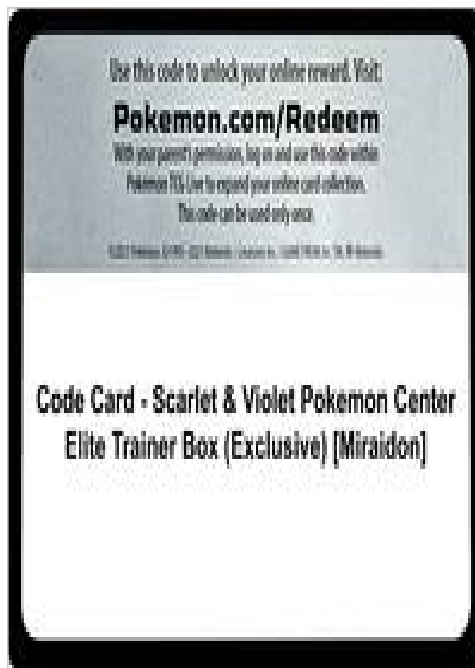 Use this code to unlock your online reward. Visit:
Pokemon.com/Redeem
With your parent's permission, log on and use this code within
Pokémon TCG Live to expand your online card collection.
This code can be used only once.
Code Card - Scarlet & Violet Pokemon Center
Elite Trainer Box (Exclusive) [Miraidon]